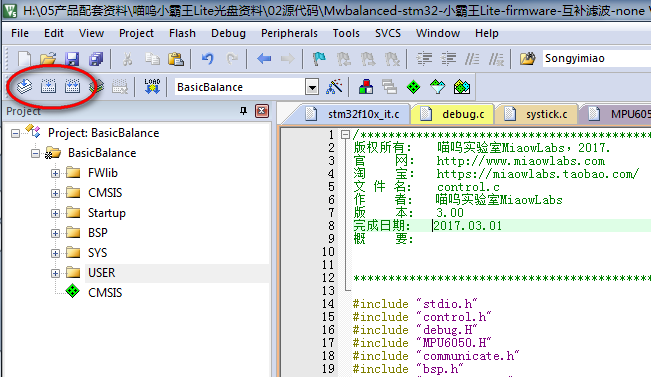 H:\05产品配套资料\喵呜小霸王Lite光盘资料\02源代码\Mwbalanced-stm32-小霸王Lite-firmware-互补滤波-none V
File Edit View Project Flash Debug Peripherals Tools SVCS Window Help
Songyimiao
LOAD BasicBalance
Project
Project: BasicBalance
BasicBalance
FWlib
CMSIS
Startup
BSP
SYS
USER
CMSIS
stm32f10x_it.c debug.c systick.c MPU6050.
1 /************************************************
2 版权所有： 喵呜实验室MiaowLabs，2017.
3 官 网： http://www.miaowlabs.com
4 淘 宝： https://miaowlabs.taobao.com/
5 文 件 名： control.c
6 作 者： 喵呜实验室MiaowLabs
7 版 本： 3.00
8 完成日期： 2017.03.01
9 概 要：
10
11
12 ************************************************
13
14 #include "stdio.h"
15 #include "control.h"
16 #include "debug.H"
17 #include "MPU6050.H"
18 #include "communicate.h"
19 #include "bsp.h"